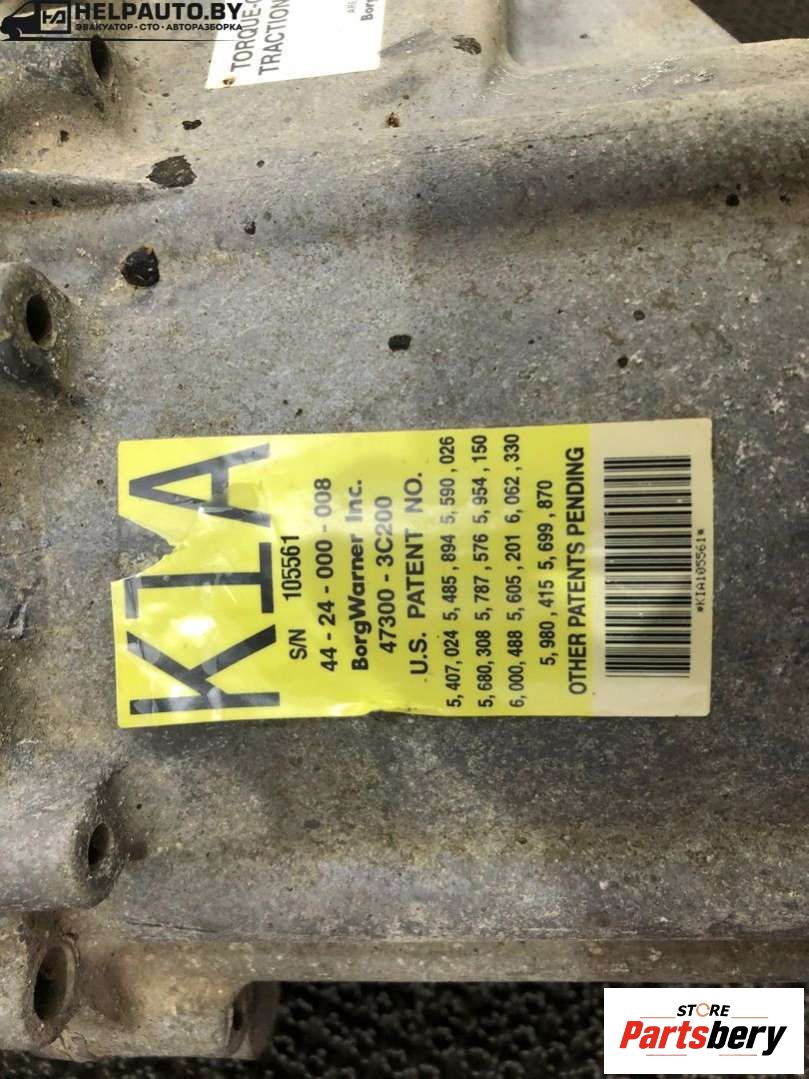 HELPAUTO.BY
ЭВАКУАТОР • СТО • АВТОРАЗБОРКА
TORQUE-
TRACTION
KIA
S/N 105561
44 - 24 - 000 - 008
BorgWarner Inc.
47300 - 3C200
U.S. PATENT NO.
5,407,024 5,485,894 5,590,026
5,680,308 5,787,576 5,954,150
6,000,488 5,605,201 6,062,330
5,980,415 5,699,870
OTHER PATENTS PENDING
*KIA105561*
STORE
Partsbery